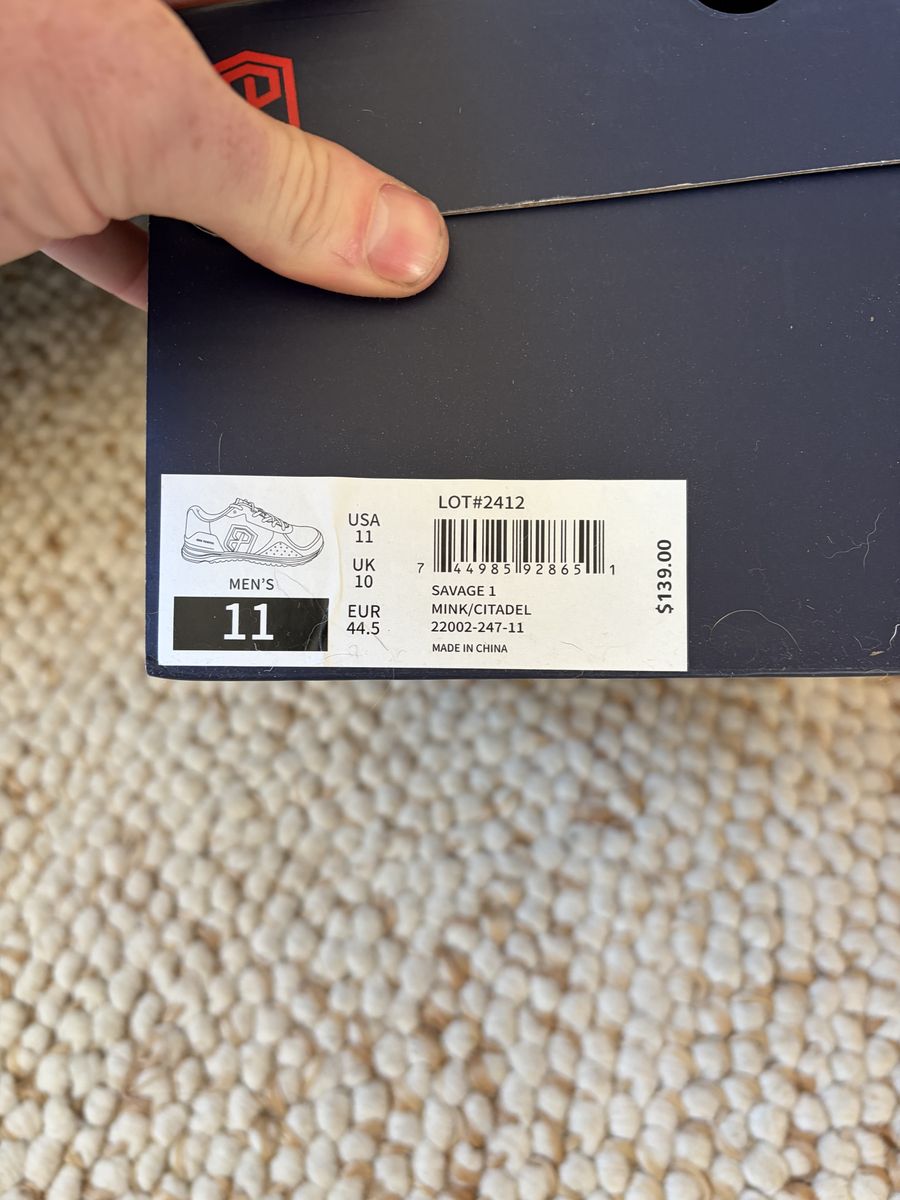 MEN'S
11
USA
11
UK
10
EUR
44.5
LOT#2412
7 44985 92865 1
SAVAGE 1
MINK/CITADEL
22002-247-11
MADE IN CHINA
$139.00